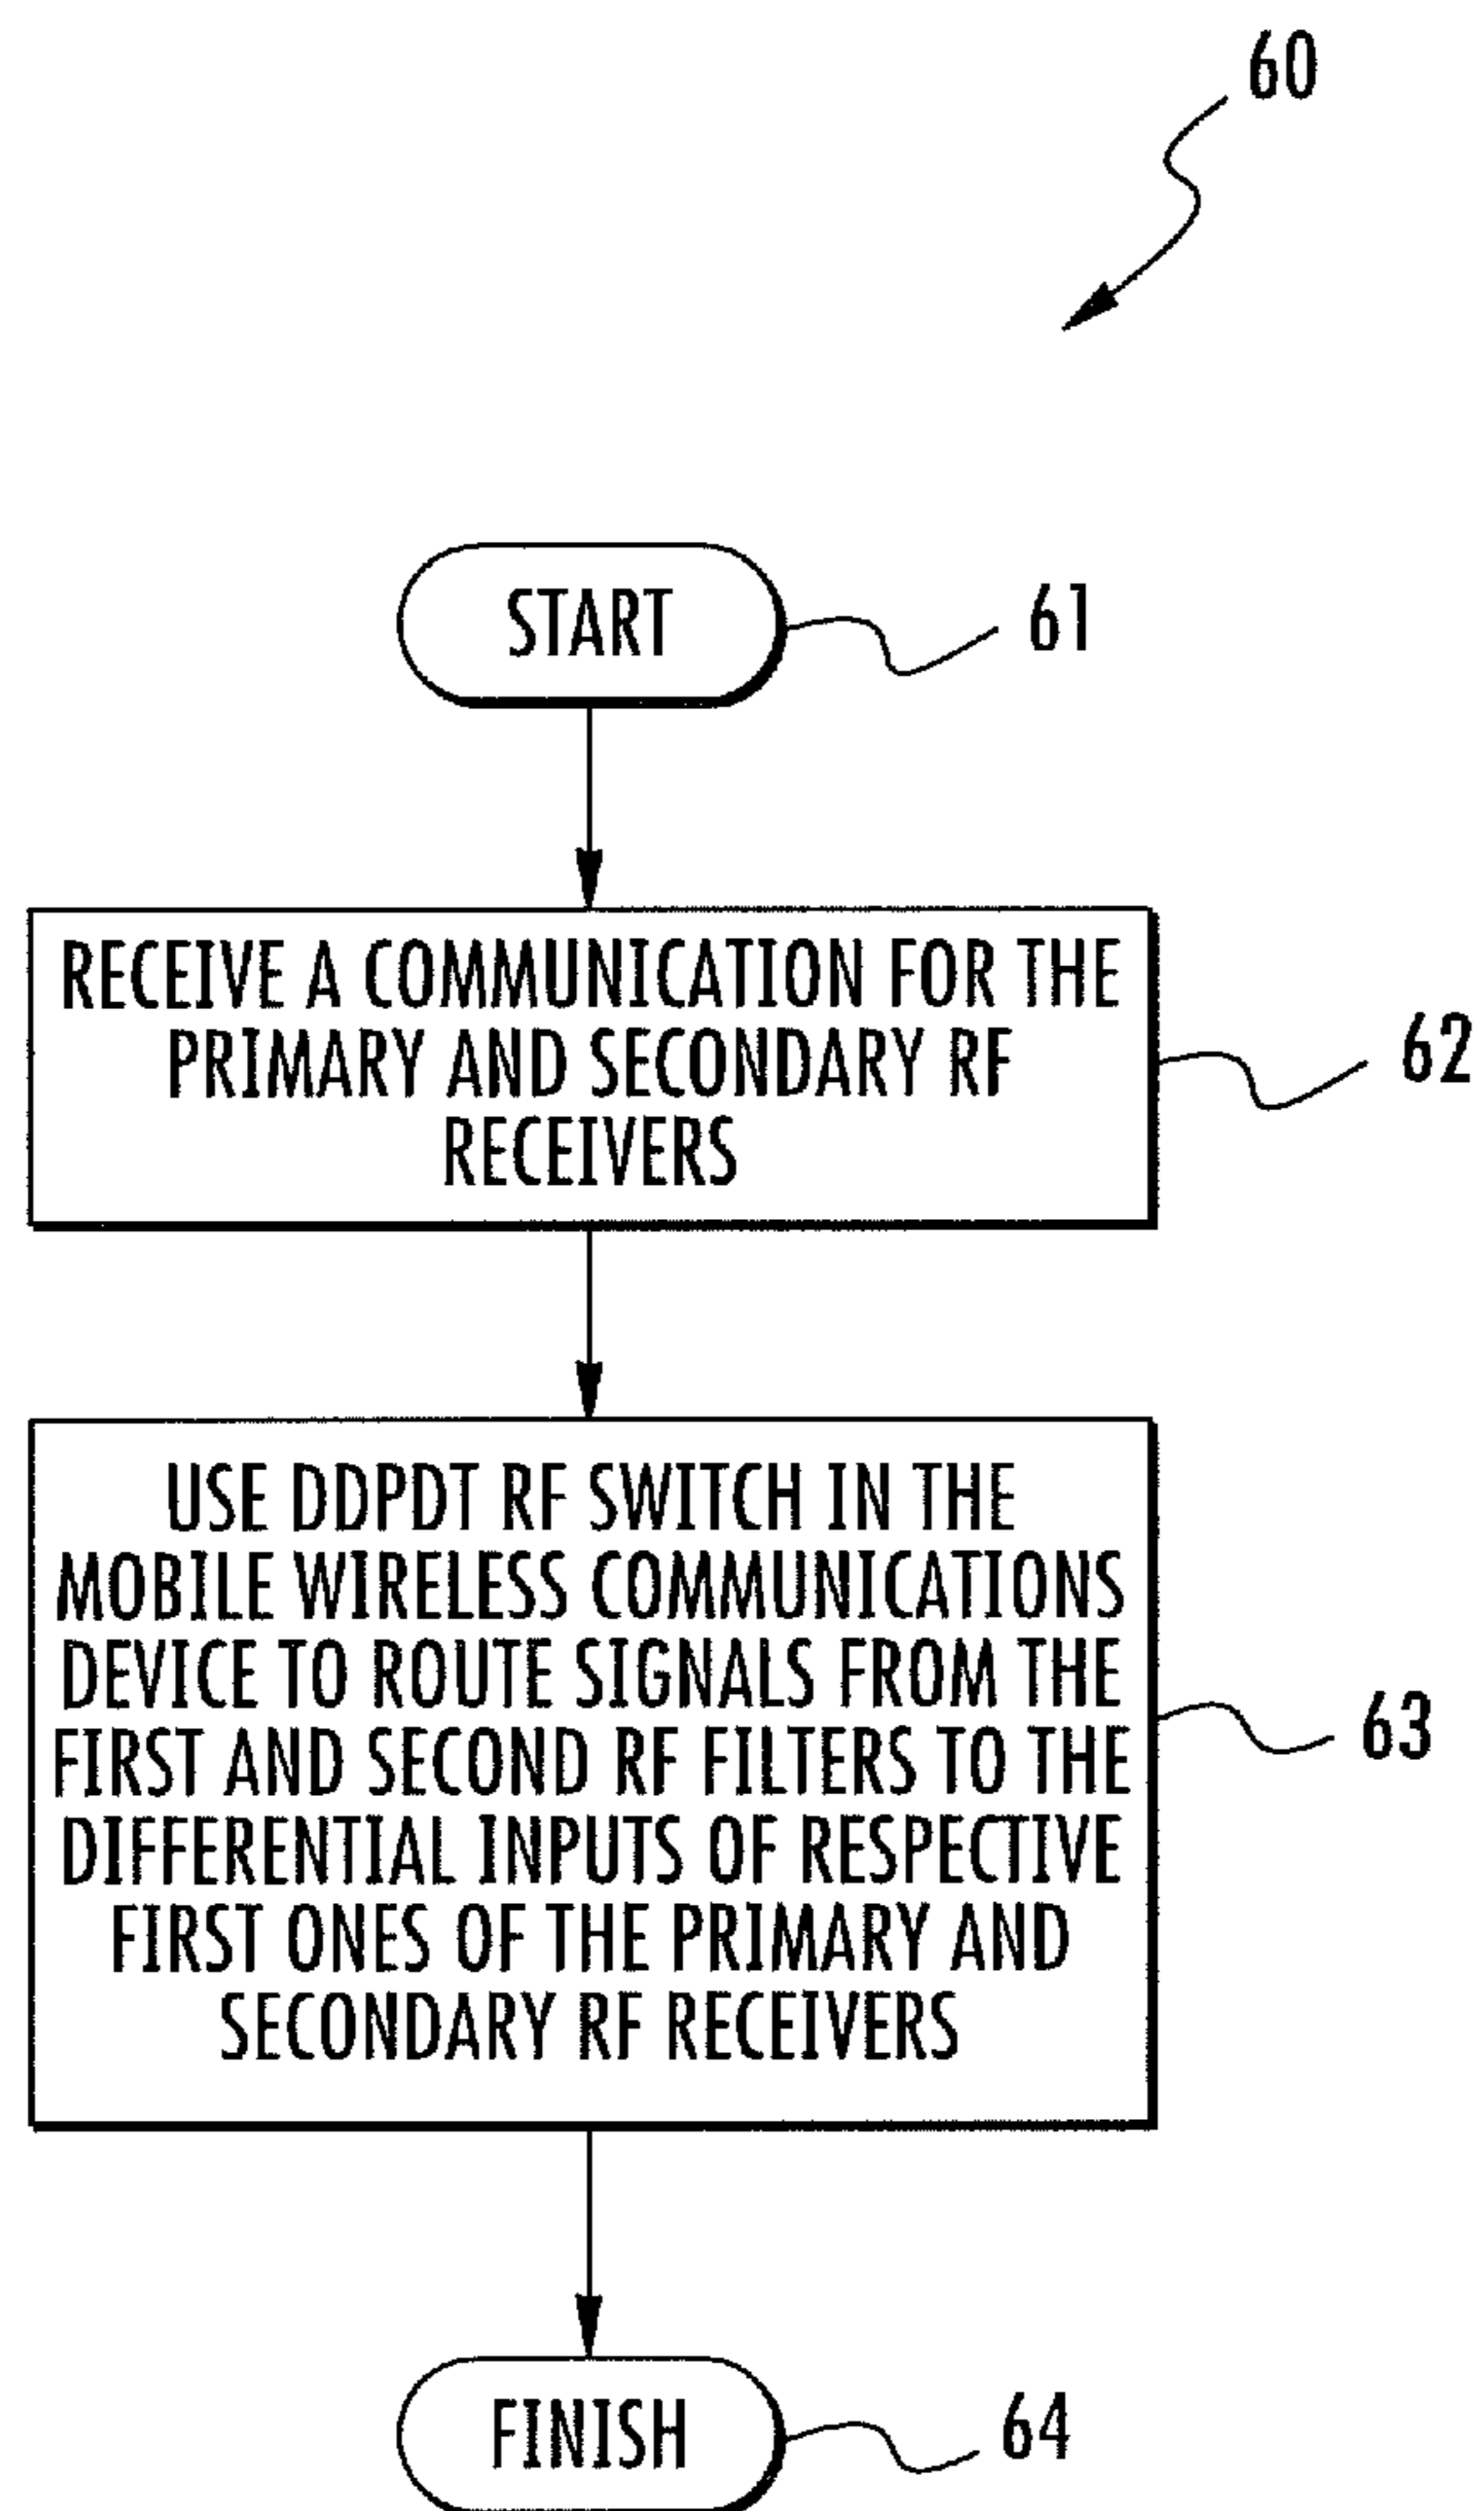 60
START
61
RECEIVE A COMMUNICATION FOR THE
PRIMARY AND SECONDARY RF
RECEIVERS
62
USE DDPDT RF SWITCH IN THE
MOBILE WIRELESS COMMUNICATIONS
DEVICE TO ROUTE SIGNALS FROM THE
FIRST AND SECOND RF FILTERS TO THE
DIFFERENTIAL INPUTS OF RESPECTIVE
FIRST ONES OF THE PRIMARY AND
SECONDARY RF RECEIVERS
63
FINISH
64